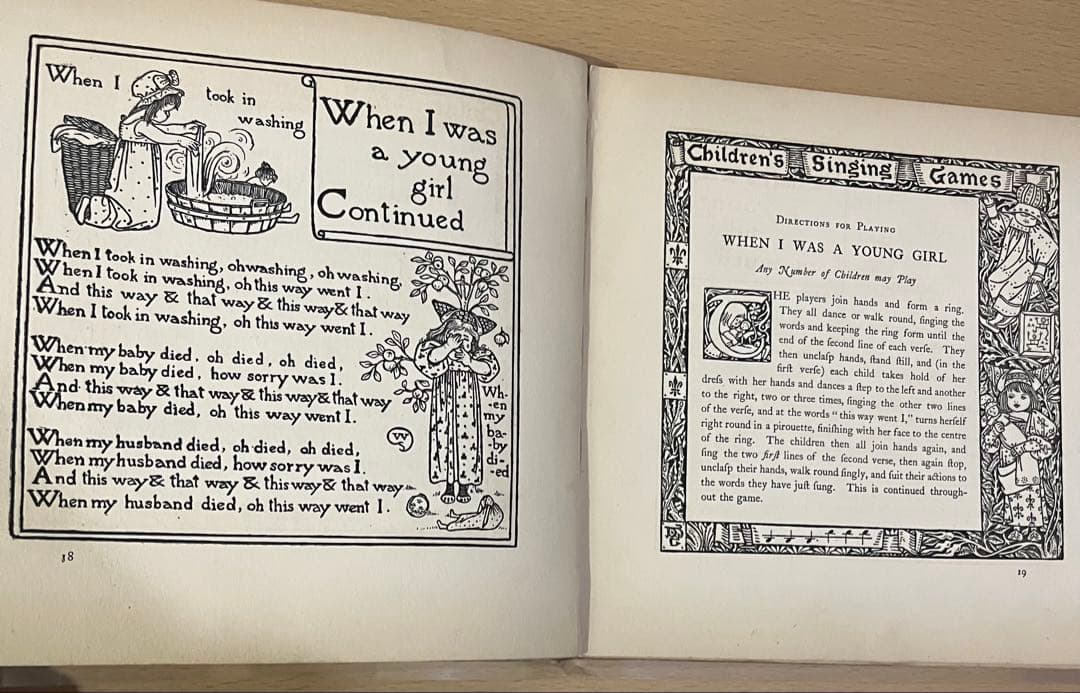 When I took in washing
When I was
a young
girl
Continued
When I took in washing, oh washing, oh washing,
When I took in washing, oh this way went I.
And this way & that way & this way & that way
When I took in washing, oh this way went I.
When my baby died, oh died, oh died,
When my baby died, how sorry was I.
And this way & that way & this way & that way
When my baby died, oh this way went I.
When my husband died, oh died, oh died,
When my husband died, how sorry was I.
And this way & that way & this way & that way
When my husband died, oh this way went I.
Wh-
-en
my
ba-
-by
di-
-ed
18
Children's Singing Games
Directions for Playing
WHEN I WAS A YOUNG GIRL
Any Number of Children may Play
THE players join hands and form a ring.
They all dance or walk round, ſinging the
words and keeping the ring form until the
end of the ſecond line of each verſe. They
then unclaſp hands, ſtand ſtill, and (in the
firſt verſe) each child takes hold of her
dreſs with her hands and dances a ſtep to the left and another
to the right, two or three times, ſinging the other two lines
of the verſe, and at the words "this way went I," turns herſelf
right round in a pirouette, finiſhing with her face to the centre
of the ring. The children then all join hands again, and
ſing the two firſt lines of the ſecond verse, then again ſtop,
unclaſp their hands, walk round ſingly, and ſuit their actions to
the words they have juſt ſung. This is continued through-
out the game.
19